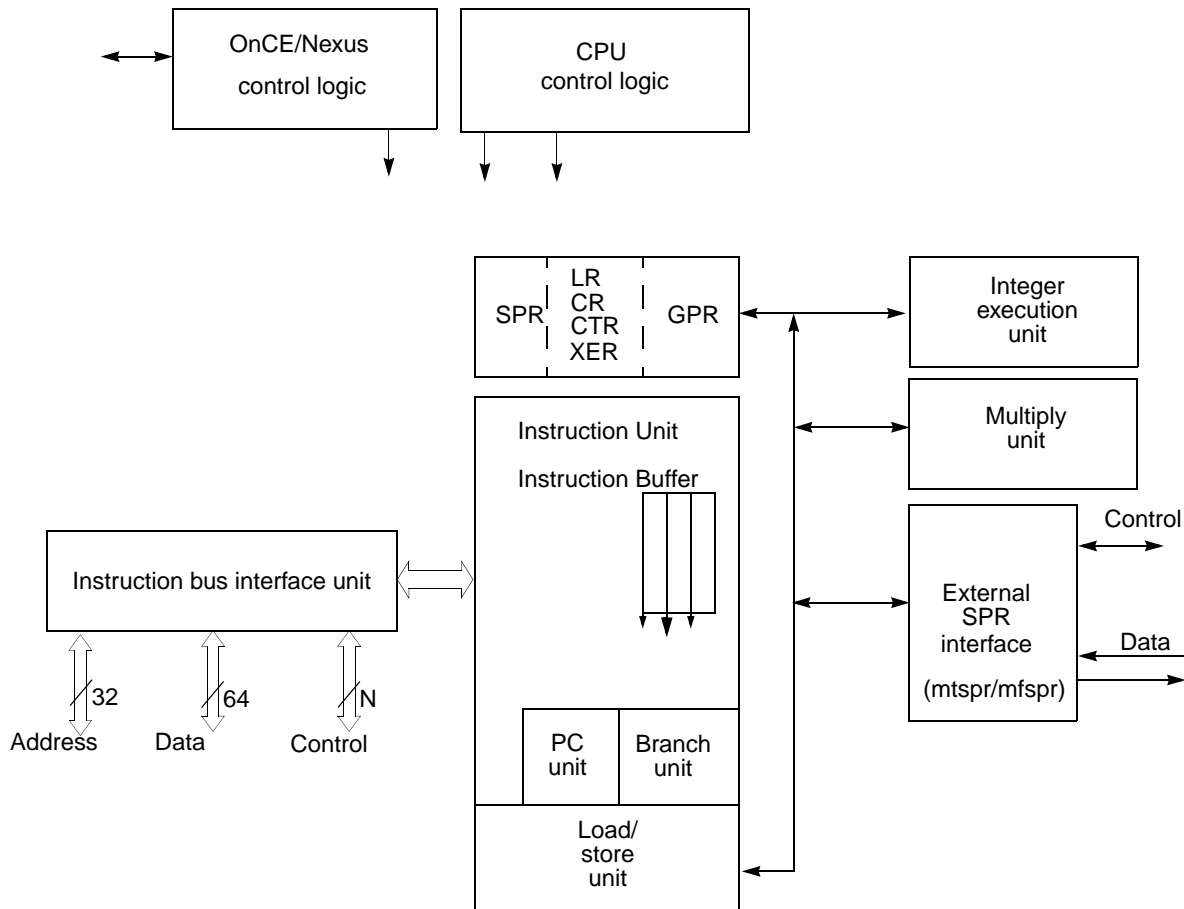 OnCE/Nexus
control logic
CPU
control logic
SPR
LR
CR
CTR
XER
GPR
Integer
execution
unit
Instruction Unit
Instruction Buffer
Multiply
unit
Instruction bus interface unit
32
64
N
Address
Data
Control
External
SPR
interface
(mtspr/mfspr)
Control
Data
PC
unit
Branch
unit
Load/
store
unit